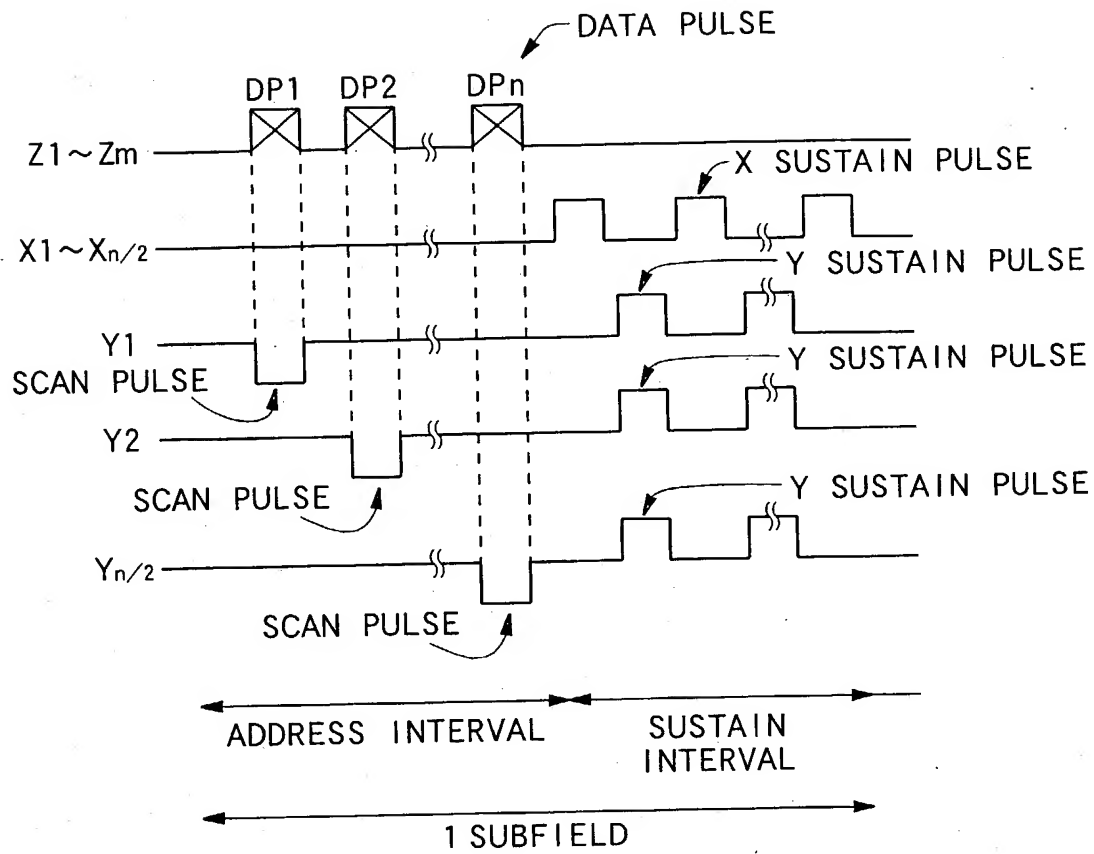 DATA PULSE
DP1 DP2 DPn
Z1~Zm
X SUSTAIN PULSE
X1~Xn/2
Y SUSTAIN PULSE
Y1
Y SUSTAIN PULSE
SCAN PULSE
Y2
Y SUSTAIN PULSE
SCAN PULSE
Yn/2
SCAN PULSE
ADDRESS INTERVAL
SUSTAIN
INTERVAL
1 SUBFIELD